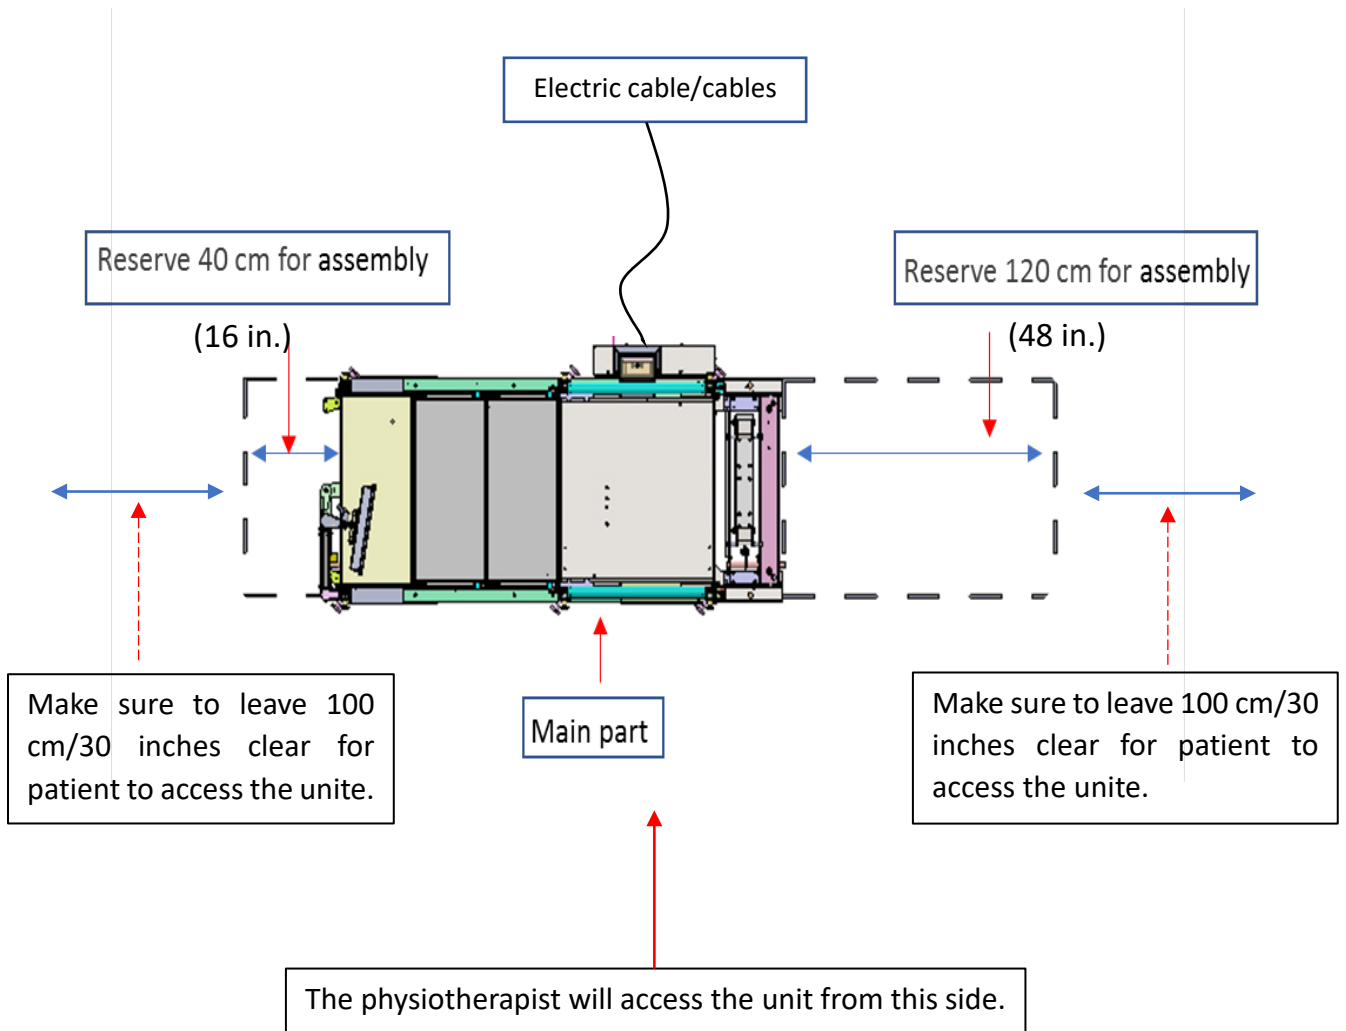 Electric cable/cables
Reserve 40 cm for assembly
(16 in.)
Reserve 120 cm for assembly
(48 in.)
Make sure to leave 100
cm/30 inches clear for
patient to access the unite.
Main part
Make sure to leave 100 cm/30
inches clear for patient to
access the unite.
The physiotherapist will access the unit from this side.